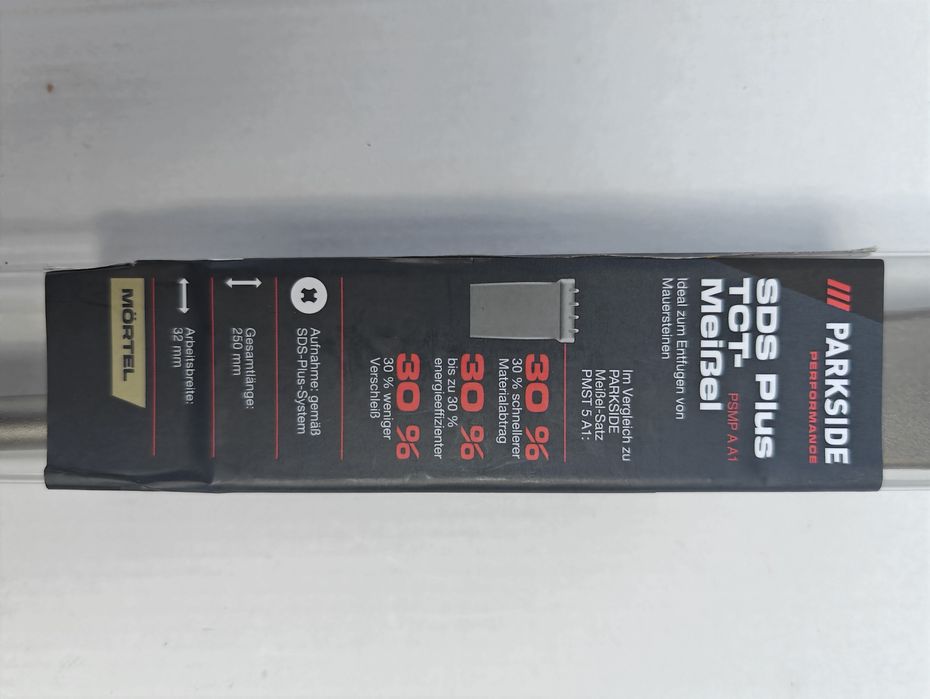 PARKSIDE
PERFORMANCE
SDS Plus
TCT-
Meißel
PSMP A A1
Ideal zum Entfugen von
Mauersteinen
Im Vergleich zu
PARKSIDE
Meißel-Satz
PMST 5 A1:
30 %
30 % schnellerer
Materialabtrag
30 %
bis zu 30 %
energieeffizienter
30 %
30 % weniger
Verschleiß
Aufnahme: gemäß
SDS-Plus-System
Gesamtlänge:
250 mm
Arbeitsbreite:
32 mm
MÖRTEL